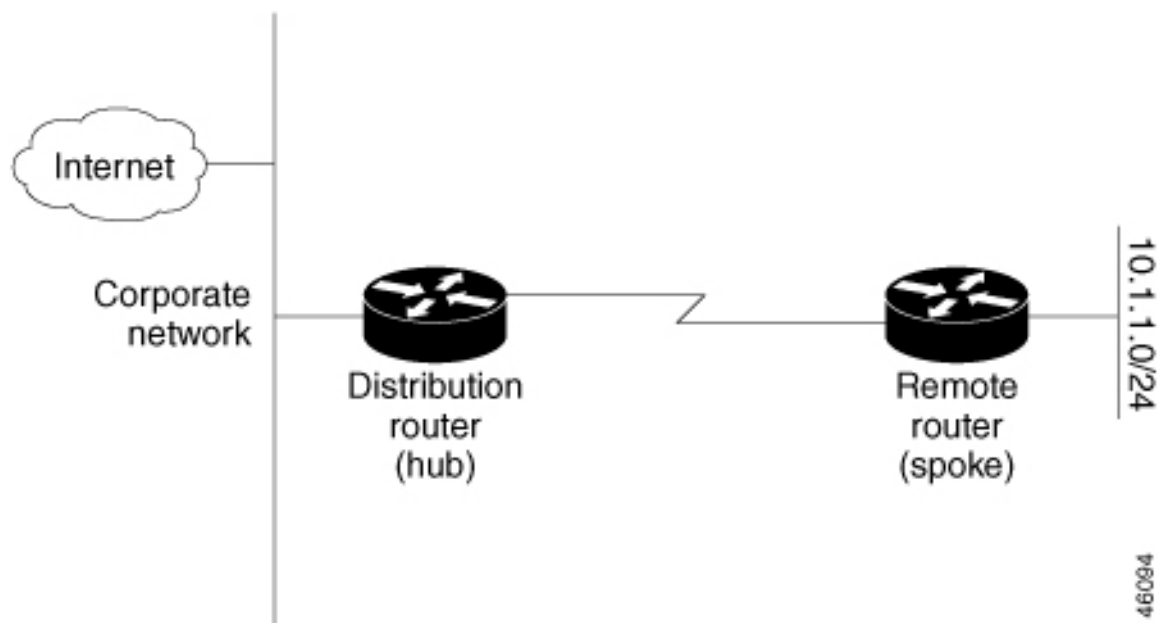 Internet
Corporate
network
Distribution
router
(hub)
Remote
router
(spoke)
10.1.1.0/24
46094